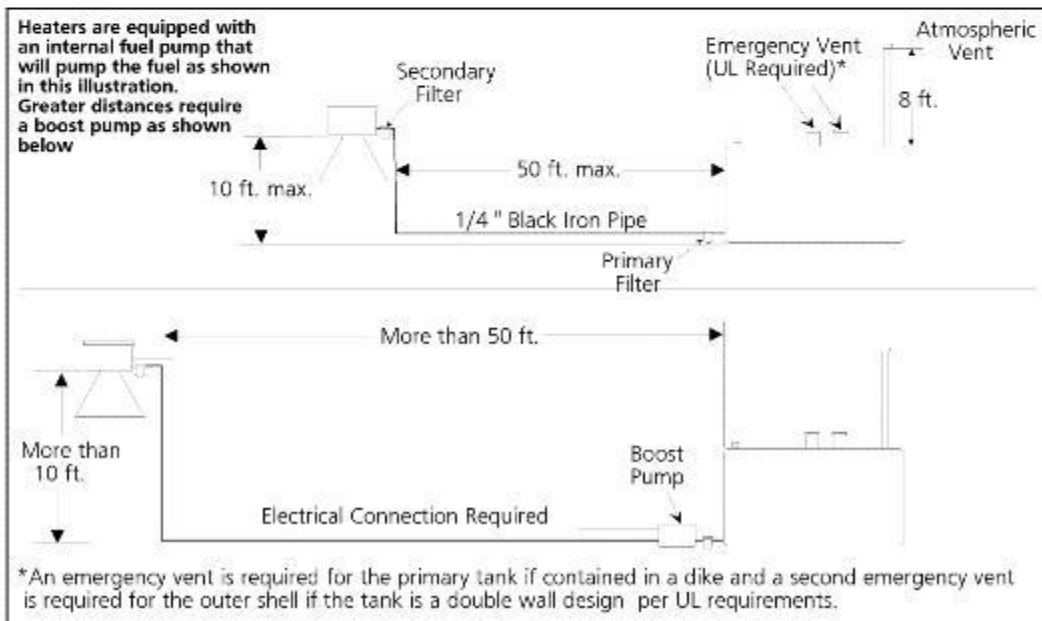 Heaters are equipped with
an internal fuel pump that
will pump the fuel as shown
in this illustration.
Greater distances require
a boost pump as shown
below
Secondary
Filter
Emergency Vent
(UL Required)*
Atmospheric
Vent
8 ft.
10 ft. max.
50 ft. max.
1/4 " Black Iron Pipe
Primary
Filter
More than 50 ft.
More than
10 ft.
Boost
Pump
Electrical Connection Required
*An emergency vent is required for the primary tank if contained in a dike and a second emergency vent
is required for the outer shell if the tank is a double wall design per UL requirements.